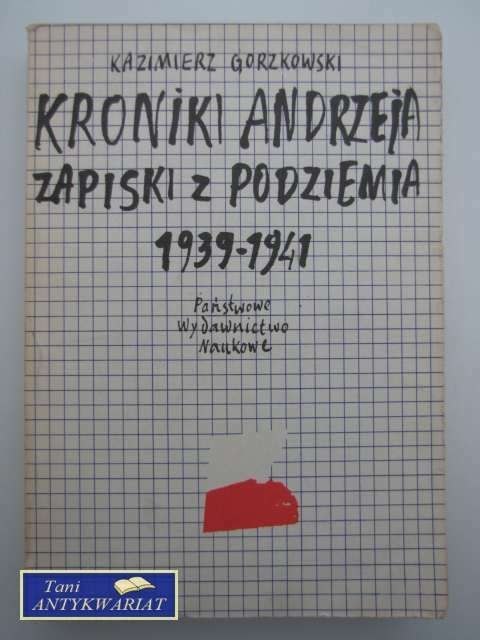 KAZIMIERZ GORZKOWSKI
KRONIKI ANDRZEJA
ZAPISKI z PODZIEMIA
1939-1941
Państwowe
Wydawnictwo
Naukowe
Tani
ANTYKWARIAT